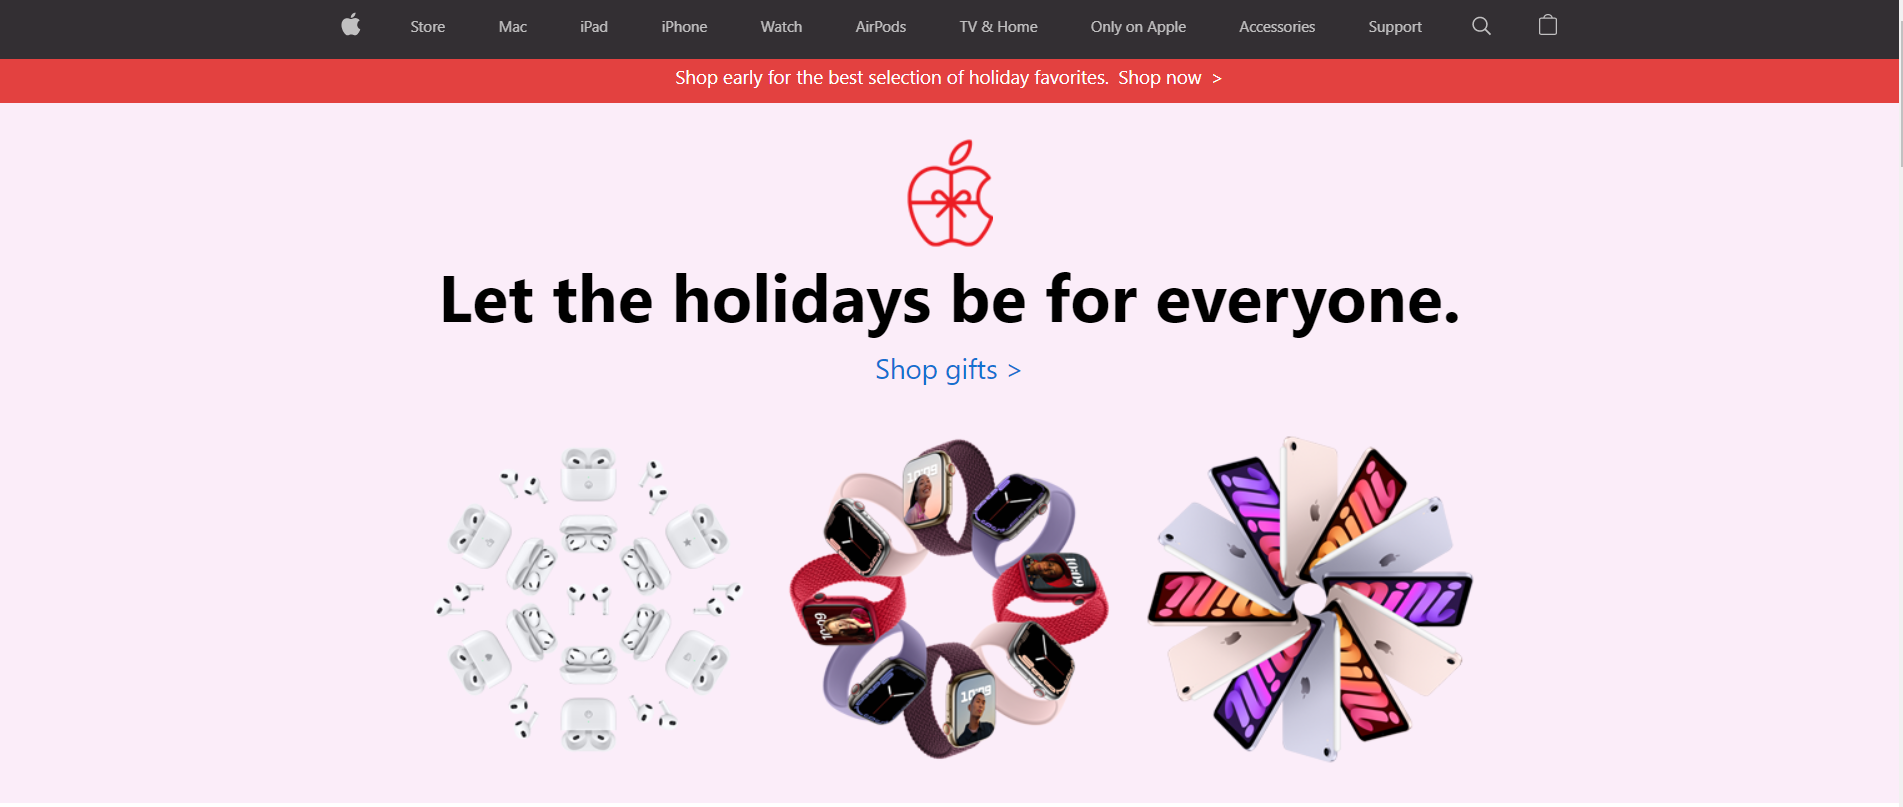 Store Mac iPad iPhone Watch AirPods TV & Home Only on Apple Accessories Support
Shop early for the best selection of holiday favorites. Shop now >
Let the holidays be for everyone.
Shop gifts >
10:09
10:09
10:09
10:09